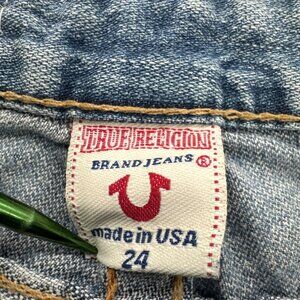 TRUE RELIGION
BRAND JEANS ®
made in USA
24